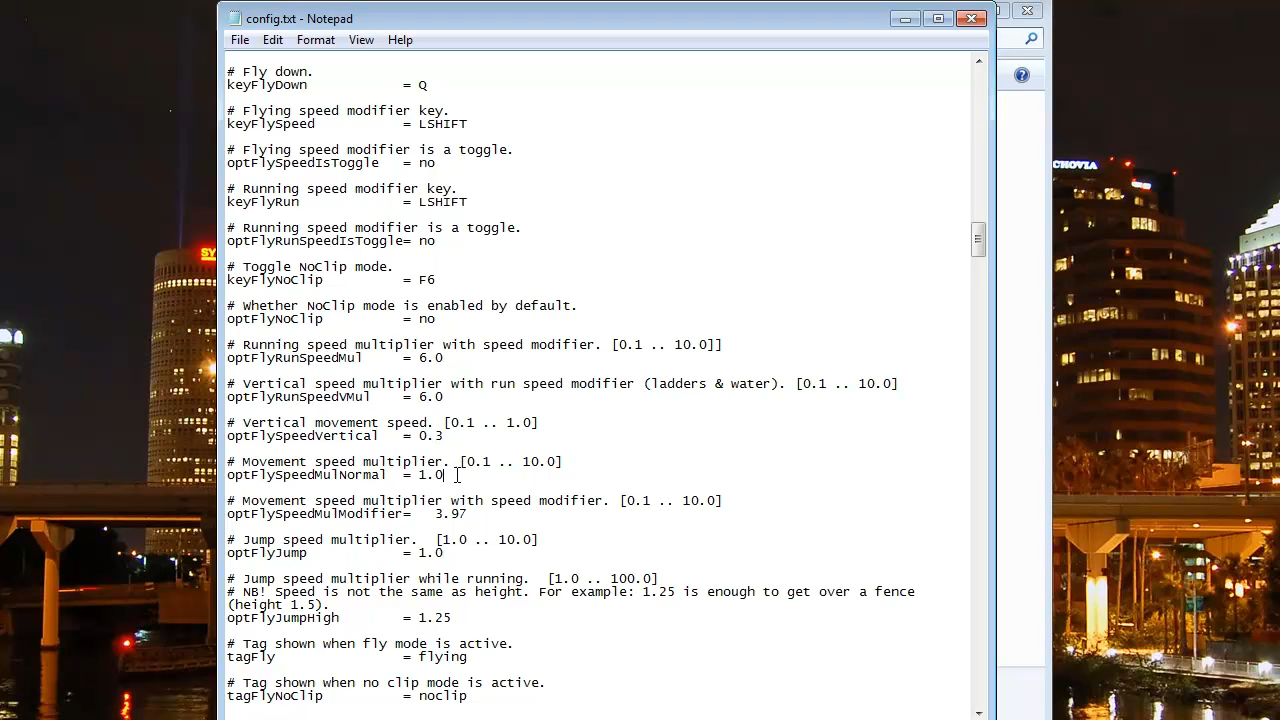 config.txt - Notepad
File Edit Format View Help
# Fly down.
keyFlyDown = Q
# Flying speed modifier key.
keyFlySpeed = LSHIFT
# Flying speed modifier is a toggle.
optFlySpeedIsToggle = no
# Running speed modifier key.
keyFlyRun = LSHIFT
# Running speed modifier is a toggle.
optFlyRunSpeedIsToggle= no
# Toggle NoClip mode.
keyFlyNoClip = F6
# Whether NoClip mode is enabled by default.
optFlyNoClip = no
# Running speed multiplier with speed modifier. [0.1 .. 10.0]]
optFlyRunSpeedMul = 6.0
# Vertical speed multiplier with run speed modifier (ladders & water). [0.1 .. 10.0]
optFlyRunSpeedVMul = 6.0
# Vertical movement speed. [0.1 .. 1.0]
optFlySpeedVertical = 0.3
# Movement speed multiplier. [0.1 .. 10.0]
optFlySpeedMulNormal = 1.0
# Movement speed multiplier with speed modifier. [0.1 .. 10.0]
optFlySpeedMulModifier= 3.97
# Jump speed multiplier. [1.0 .. 10.0]
optFlyJump = 1.0
# Jump speed multiplier while running. [1.0 .. 100.0]
# NB! Speed is not the same as height. For example: 1.25 is enough to get over a fence
(height 1.5).
optFlyJumpHigh = 1.25
# Tag shown when fly mode is active.
tagFly = flying
# Tag shown when no clip mode is active.
tagFlyNoClip = noclip
SY
CHOVIA